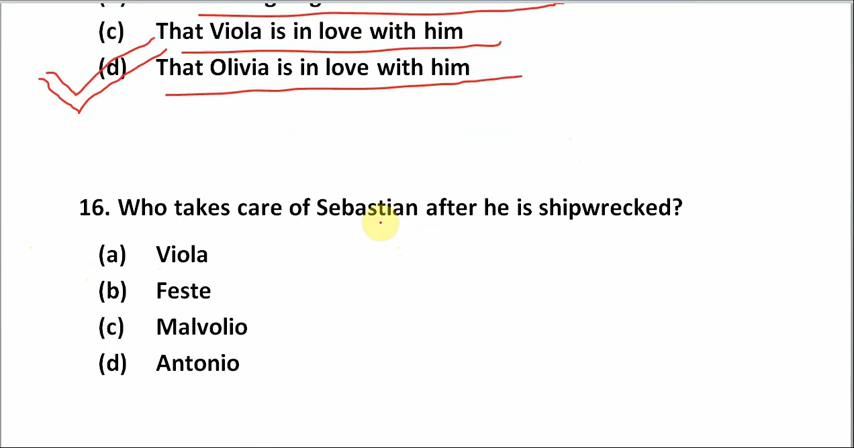 (c) That Viola is in love with him
(d) That Olivia is in love with him
16. Who takes care of Sebastian after he is shipwrecked?
(a) Viola
(b) Feste
(c) Malvolio
(d) Antonio